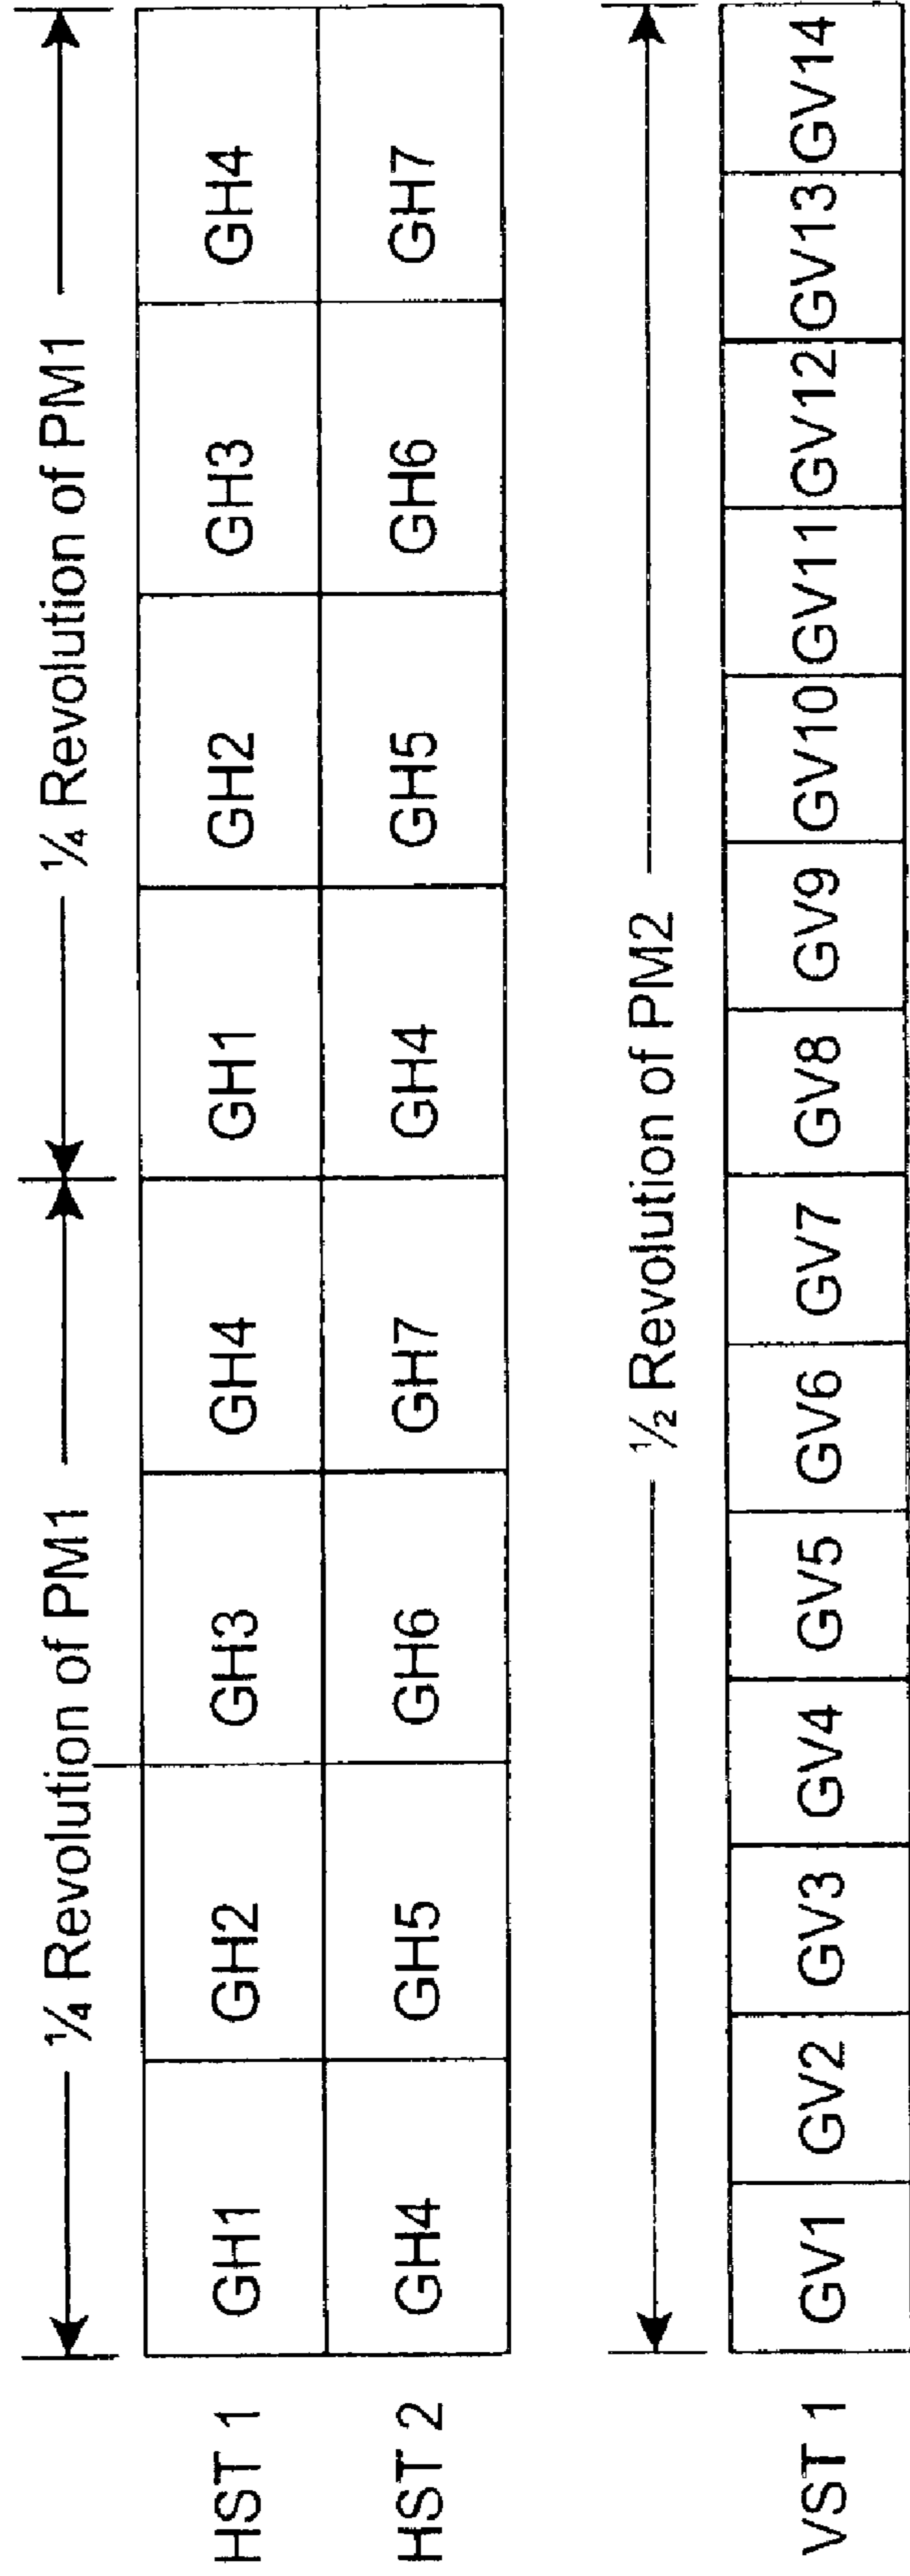 ¼ Revolution of PM1 ¼ Revolution of PM1
HST 1 GH1 GH2 GH3 GH4 GH1 GH2 GH3 GH4
HST 2 GH4 GH5 GH6 GH7 GH4 GH5 GH6 GH7
½ Revolution of PM2
VST 1 GV1 GV2 GV3 GV4 GV5 GV6 GV7 GV8 GV9 GV10 GV11 GV12 GV13 GV14